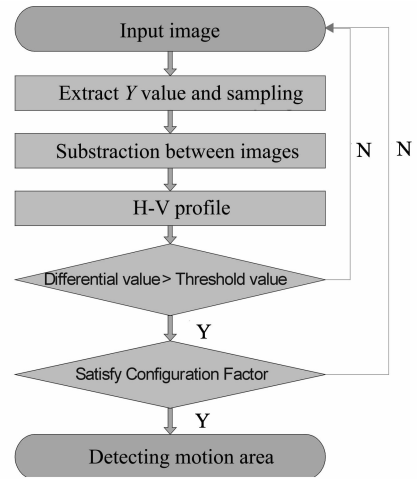 Input image
Extract Y value and sampling
Substraction between images
N
N
H-V profile
Differential value> Threshold value
Y
Satisfy Configuration Factor
Y
Detecting motion area